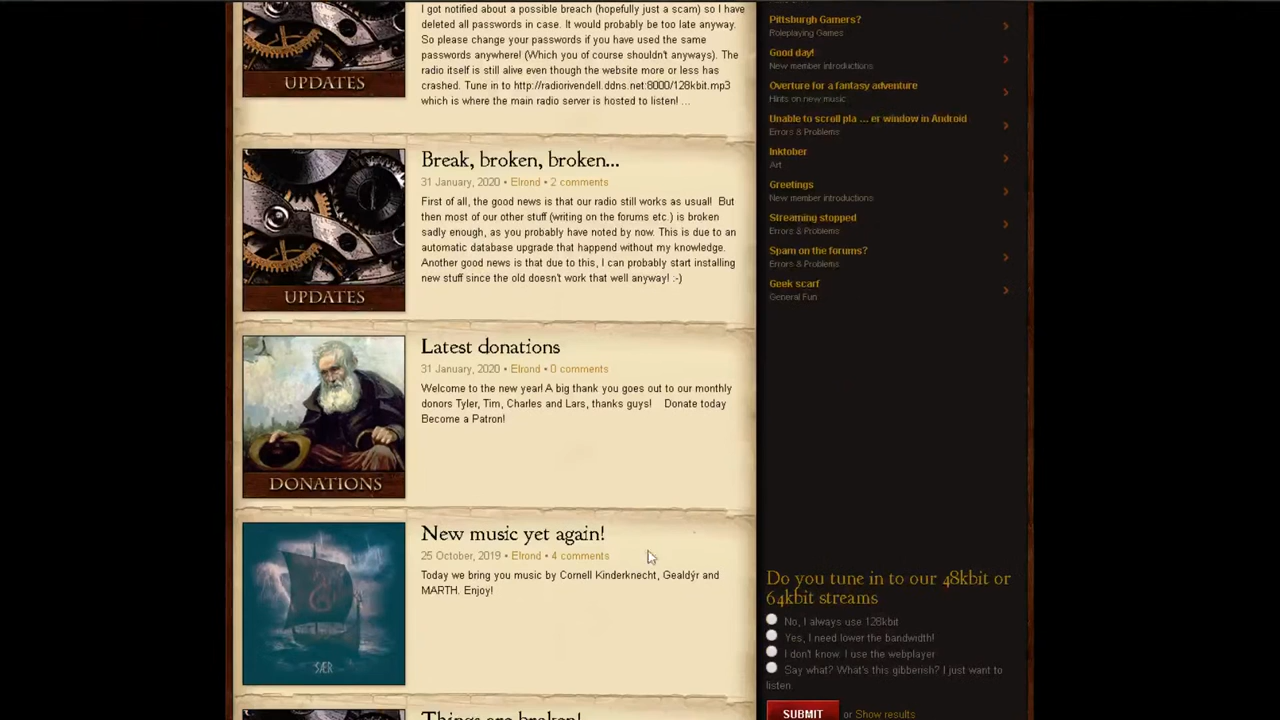 I got notified about a possible breach (hopefully just a scam) so I have
deleted all passwords in case. It would probably be too late anyway.
So please change your passwords if you have used the same
passwords anywhere! (Which you of course shouldn't anyways). The
radio itself is still alive even though the website more or less has
crashed. Tune in to http://radiorivendell.ddns.net:8000/128kbit.mp3
which is where the main radio server is hosted to listen! ...
UPDATES
Break, broken, broken...
31 January, 2020 • Elrond • 2 comments
First of all, the good news is that our radio still works as usual! But
then most of our other stuff (writing on the forums etc.) is broken
sadly enough, as you probably have noted by now. This is due to an
automatic database upgrade that happend without my knowledge.
Another good news is that due to this, I can probably start installing
new stuff since the old doesn't work that well anyway! :-)
UPDATES
Latest donations
31 January, 2020 • Elrond • 0 comments
Welcome to the new year! A big thank you goes out to our monthly
donors Tyler, Tim, Charles and Lars, thanks guys! Donate today
Become a Patron!
DONATIONS
New music yet again!
25 October, 2019 • Elrond • 4 comments
Today we bring you music by Cornell Kinderknecht, Gealdýr and
MARTH. Enjoy!
SÆR
Things are broken!
Pittsburgh Gamers?
Roleplaying Games
Good day!
New member introductions
Overture for a fantasy adventure
Hints on new music
Unable to scroll pla ... er window in Android
Errors & Problems
Inktober
Art
Greetings
New member introductions
Streaming stopped
Errors & Problems
Spam on the forums?
Errors & Problems
Geek scarf
General Fun
Do you tune in to our 48kbit or
64kbit streams
No, I always use 128kbit
Yes, I need lower the bandwidth!
I don't know. I use the webplayer
Say what? What's this gibberish? I just want to
listen.
SUBMIT or Show results